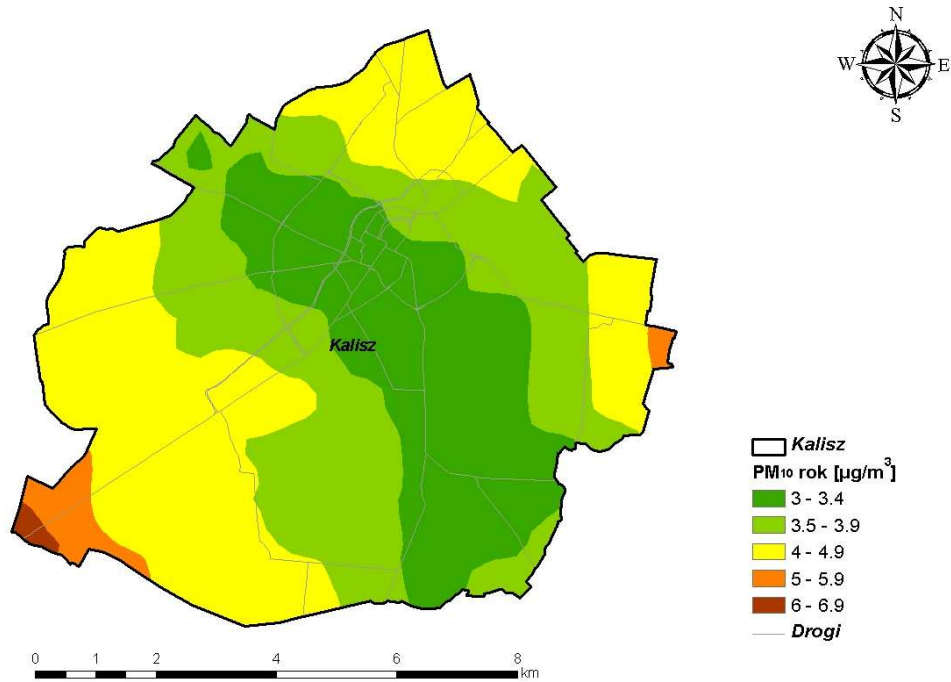 N
W E
S
Kalisz
Kalisz
PM10 rok [µg/m³]
3 - 3.4
3.5 - 3.9
4 - 4.9
5 - 5.9
6 - 6.9
Drogi
0 1 2 4 6 8
km